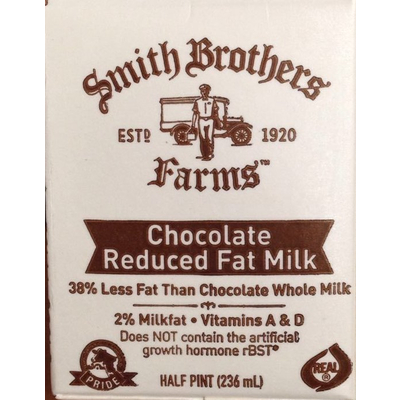 Smith Brothers
ESTD 1920
Farms™
Chocolate
Reduced Fat Milk
38% Less Fat Than Chocolate Whole Milk
2% Milkfat • Vitamins A & D
Does NOT contain the artificial
growth hormone rBST®
PRIDE
HALF PINT (236 mL)
REAL®